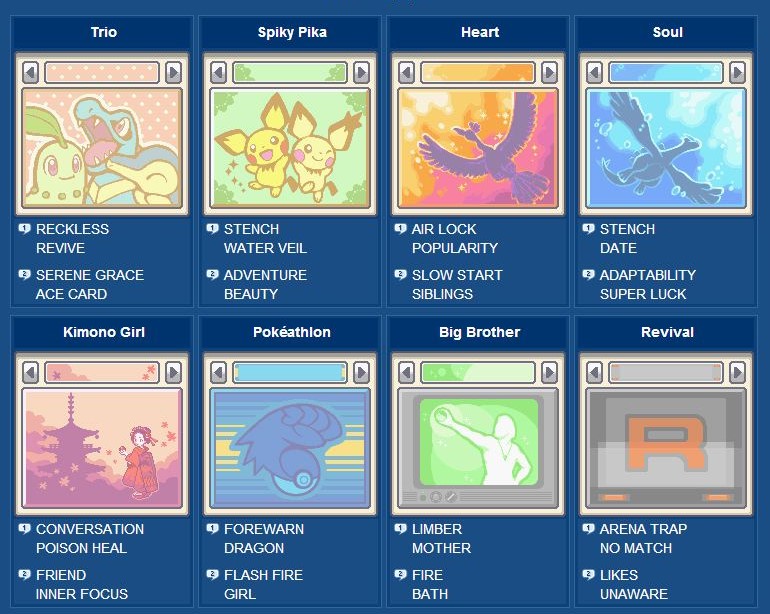 Trio
Spiky Pika
Heart
Soul
1 RECKLESS
REVIVE
2 SERENE GRACE
ACE CARD
1 STENCH
WATER VEIL
2 ADVENTURE
BEAUTY
1 AIR LOCK
POPULARITY
2 SLOW START
SIBLINGS
1 STENCH
DATE
2 ADAPTABILITY
SUPER LUCK
Kimono Girl
Pokéathlon
Big Brother
Revival
R
1 CONVERSATION
POISON HEAL
2 FRIEND
INNER FOCUS
1 FOREWARN
DRAGON
2 FLASH FIRE
GIRL
1 LIMBER
MOTHER
2 FIRE
BATH
1 ARENA TRAP
NO MATCH
2 LIKES
UNAWARE